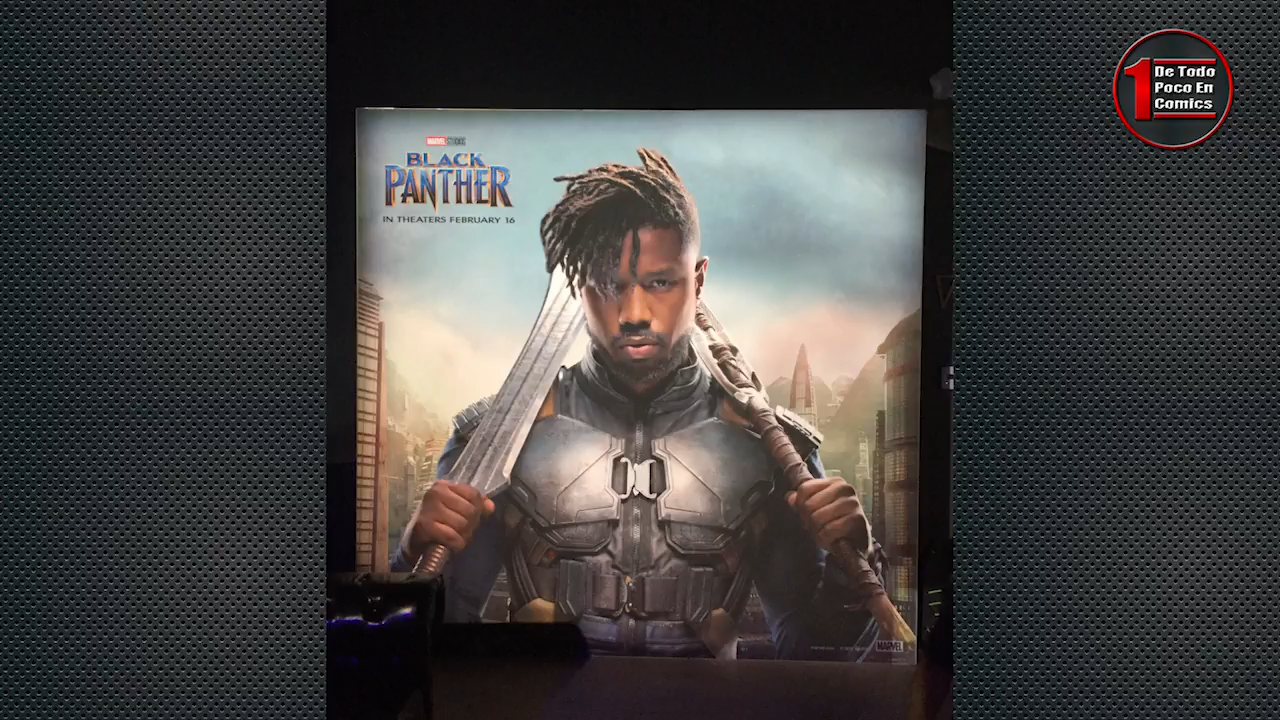 MARVEL STUDIOS
BLACK
PANTHER
IN THEATERS FEBRUARY 16
1
De Todo
Poco En
Comics
MARVEL